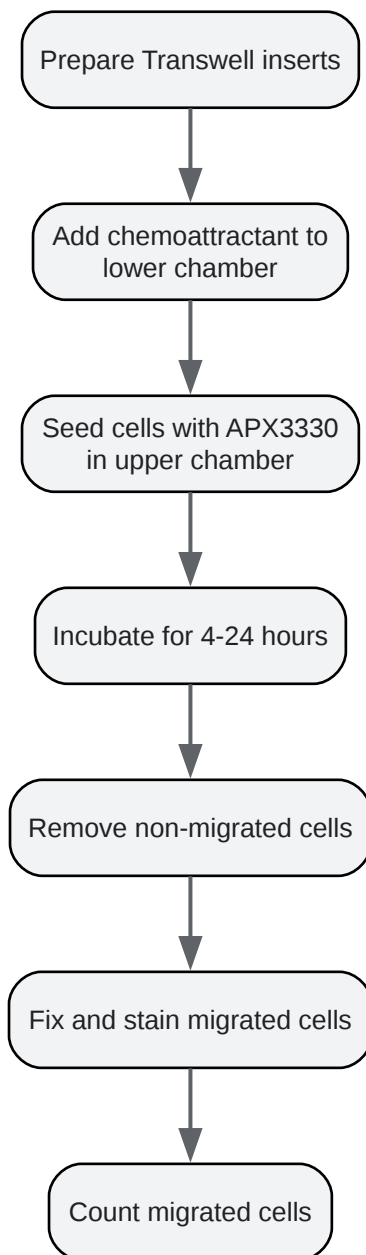 Prepare Transwell inserts
Add chemoattractant to
lower chamber
Seed cells with APX3330
in upper chamber
Incubate for 4-24 hours
Remove non-migrated cells
Fix and stain migrated cells
Count migrated cells